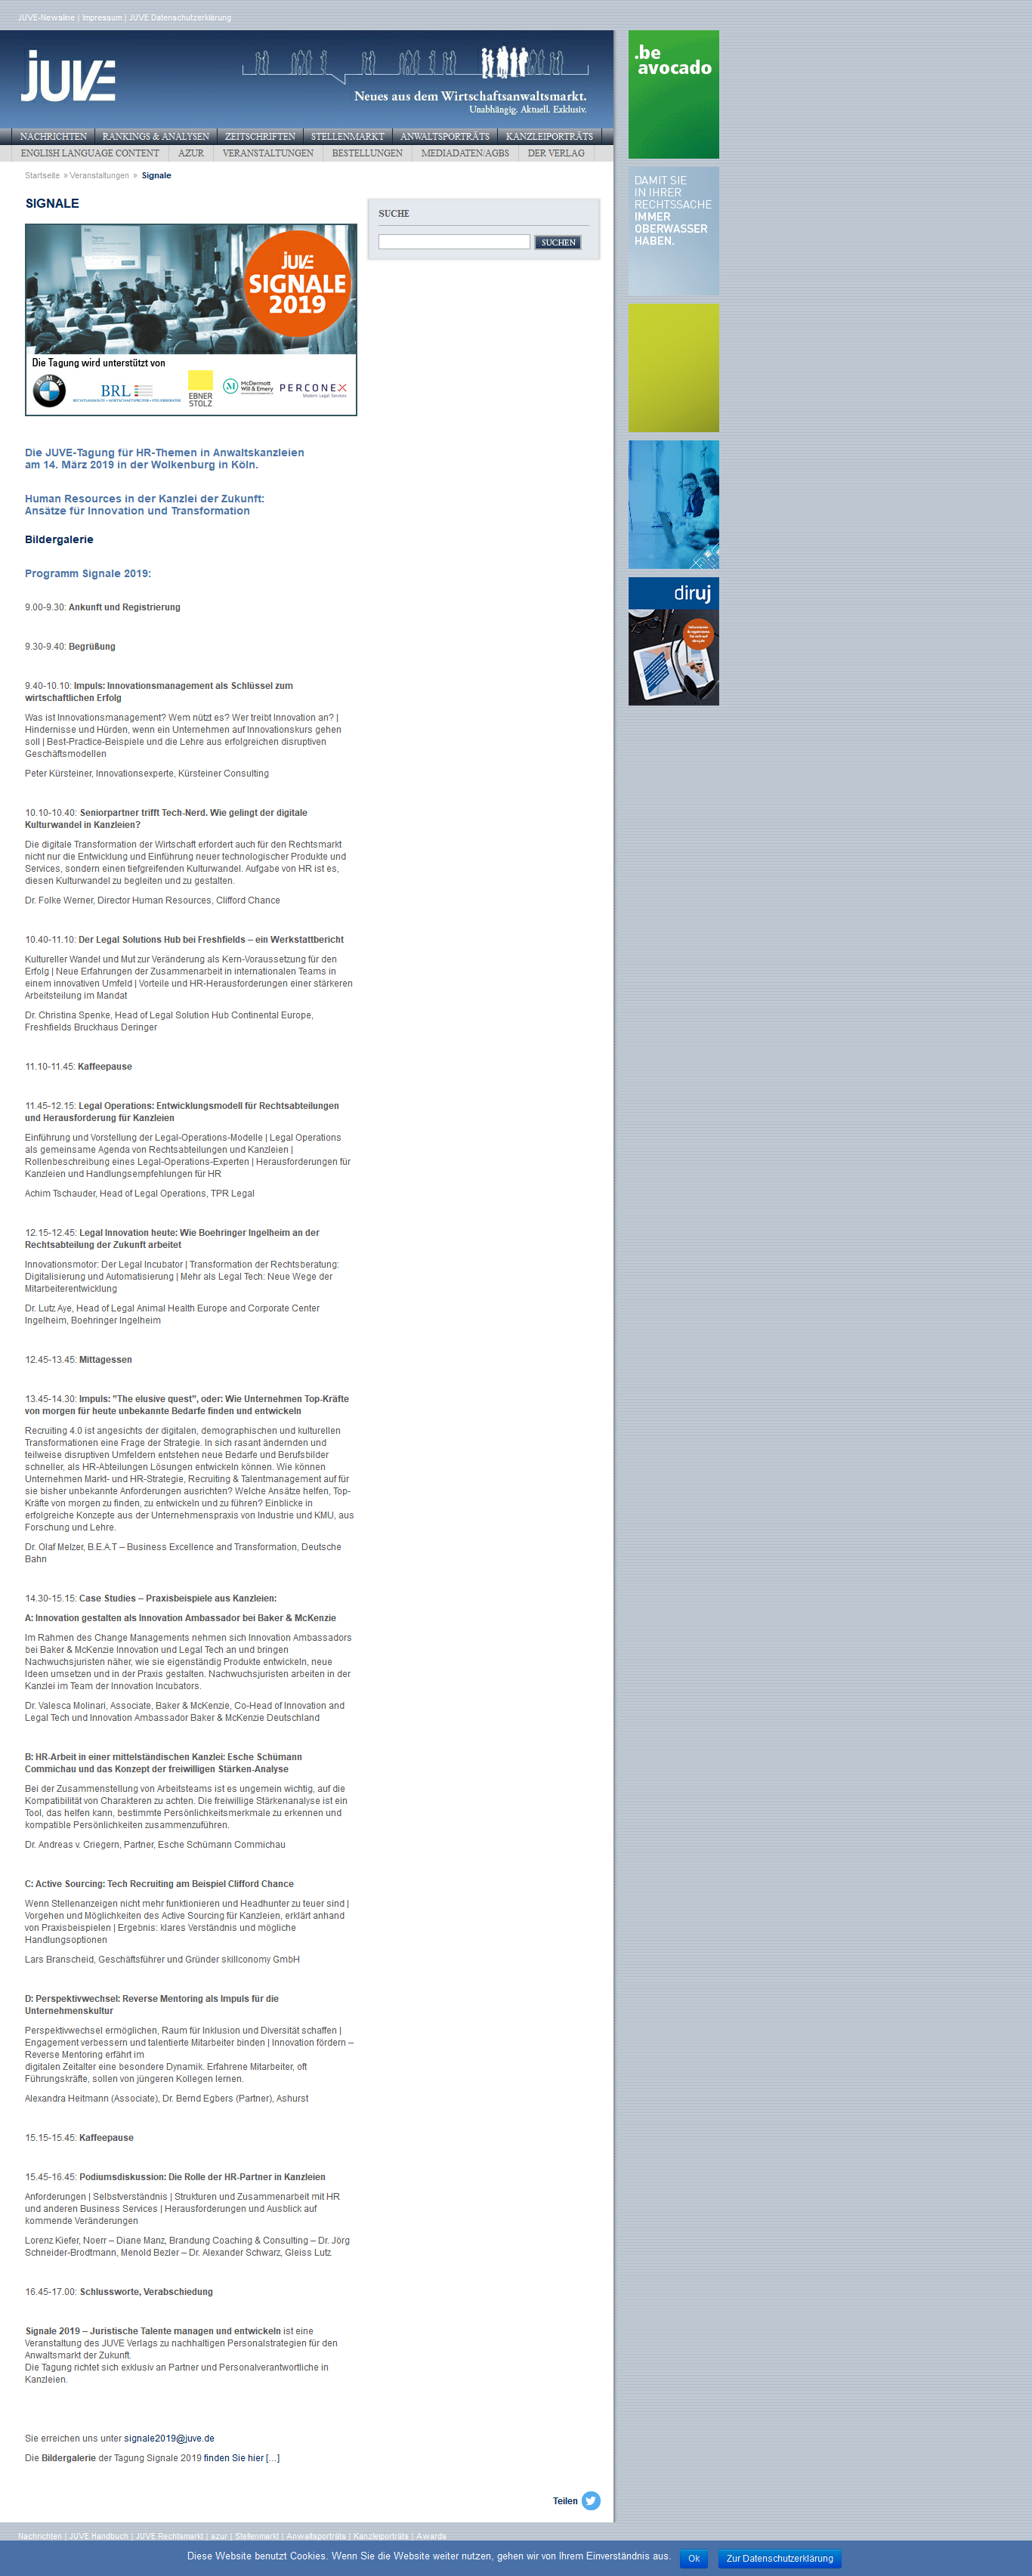 JUVE-Newsline | Impressum | JUVE Datenschutzerklärung
JUVE
Neues aus dem Wirtschaftsanwaltsmarkt.
Unabhängig. Aktuell. Exklusiv.
NACHRICHTEN RANKINGS & ANALYSEN ZEITSCHRIFTEN STELLENMARKT ANWALTSPORTRÄTS KANZLEIPORTRÄTS
ENGLISH LANGUAGE CONTENT AZUR VERANSTALTUNGEN BESTELLUNGEN MEDIADATEN/AGBS DER VERLAG
Startseite » Veranstaltungen » Signale
SIGNALE
JUVE
SIGNALE
2019
Die Tagung wird unterstützt von
BMW
BRL
RECHTSANWÄLTE • WIRTSCHAFTSPRÜFER • STEUERBERATER
EBNER
STOLZ
McDermott
Will & Emery
PERCONEX
Modern Legal Services
SUCHE
SUCHEN
.be
avocado
DAMIT SIE
IN IHRER
RECHTSSACHE
IMMER
OBERWASSER
HABEN.
diruj
Die JUVE-Tagung für HR-Themen in Anwaltskanzleien
am 14. März 2019 in der Wolkenburg in Köln.
Human Resources in der Kanzlei der Zukunft:
Ansätze für Innovation und Transformation
Bildergalerie
Programm Signale 2019:
9.00-9.30: Ankunft und Registrierung
9.30-9.40: Begrüßung
9.40-10.10: Impuls: Innovationsmanagement als Schlüssel zum
wirtschaftlichen Erfolg
Was ist Innovationsmanagement? Wem nützt es? Wer treibt Innovation an? |
Hindernisse und Hürden, wenn ein Unternehmen auf Innovationskurs gehen
soll | Best-Practice-Beispiele und die Lehre aus erfolgreichen disruptiven
Geschäftsmodellen
Peter Kürsteiner, Innovationsexperte, Kürsteiner Consulting
10.10-10.40: Seniorpartner trifft Tech-Nerd. Wie gelingt der digitale
Kulturwandel in Kanzleien?
Die digitale Transformation der Wirtschaft erfordert auch für den Rechtsmarkt
nicht nur die Entwicklung und Einführung neuer technologischer Produkte und
Services, sondern einen tiefgreifenden Kulturwandel. Aufgabe von HR ist es,
diesen Kulturwandel zu begleiten und zu gestalten.
Dr. Folke Werner, Director Human Resources, Clifford Chance
10.40-11.10: Der Legal Solutions Hub bei Freshfields – ein Werkstattbericht
Kultureller Wandel und Mut zur Veränderung als Kern-Voraussetzung für den
Erfolg | Neue Erfahrungen der Zusammenarbeit in internationalen Teams in
einem innovativen Umfeld | Vorteile und HR-Herausforderungen einer stärkeren
Arbeitsteilung im Mandat
Dr. Christina Spenke, Head of Legal Solution Hub Continental Europe,
Freshfields Bruckhaus Deringer
11.10-11.45: Kaffeepause
11.45-12.15: Legal Operations: Entwicklungsmodell für Rechtsabteilungen
und Herausforderung für Kanzleien
Einführung und Vorstellung der Legal-Operations-Modelle | Legal Operations
als gemeinsame Agenda von Rechtsabteilungen und Kanzleien |
Rollenbeschreibung eines Legal-Operations-Experten | Herausforderungen für
Kanzleien und Handlungsempfehlungen für HR
Achim Tschauder, Head of Legal Operations, TPR Legal
12.15-12.45: Legal Innovation heute: Wie Boehringer Ingelheim an der
Rechtsabteilung der Zukunft arbeitet
Innovationsmotor: Der Legal Incubator | Transformation der Rechtsberatung:
Digitalisierung und Automatisierung | Mehr als Legal Tech: Neue Wege der
Mitarbeiterentwicklung
Dr. Lutz Aye, Head of Legal Animal Health Europe and Corporate Center
Ingelheim, Boehringer Ingelheim
12.45-13.45: Mittagessen
13.45-14.30: Impuls: "The elusive quest", oder: Wie Unternehmen Top-Kräfte
von morgen für heute unbekannte Bedarfe finden und entwickeln
Recruiting 4.0 ist angesichts der digitalen, demographischen und kulturellen
Transformationen eine Frage der Strategie. In sich rasant ändernden und
teilweise disruptiven Umfeldern entstehen neue Bedarfe und Berufsbilder
schneller, als HR-Abteilungen Lösungen entwickeln können. Wie können
Unternehmen Markt- und HR-Strategie, Recruiting & Talentmanagement auf für
sie bisher unbekannte Anforderungen ausrichten? Welche Ansätze helfen, Top-
Kräfte von morgen zu finden, zu entwickeln und zu führen? Einblicke in
erfolgreiche Konzepte aus der Unternehmenspraxis von Industrie und KMU, aus
Forschung und Lehre.
Dr. Olaf Melzer, B.E.A.T – Business Excellence and Transformation, Deutsche
Bahn
14.30-15.15: Case Studies – Praxisbeispiele aus Kanzleien:
A: Innovation gestalten als Innovation Ambassador bei Baker & McKenzie
Im Rahmen des Change Managements nehmen sich Innovation Ambassadors
bei Baker & McKenzie Innovation und Legal Tech an und bringen
Nachwuchsjuristen näher, wie sie eigenständig Produkte entwickeln, neue
Ideen umsetzen und in der Praxis gestalten. Nachwuchsjuristen arbeiten in der
Kanzlei im Team der Innovation Incubators.
Dr. Valesca Molinari, Associate, Baker & McKenzie, Co-Head of Innovation and
Legal Tech und Innovation Ambassador Baker & McKenzie Deutschland
B: HR-Arbeit in einer mittelständischen Kanzlei: Esche Schümann
Commichau und das Konzept der freiwilligen Stärken-Analyse
Bei der Zusammenstellung von Arbeitsteams ist es ungemein wichtig, auf die
Kompatibilität von Charakteren zu achten. Die freiwillige Stärkenanalyse ist ein
Tool, das helfen kann, bestimmte Persönlichkeitsmerkmale zu erkennen und
kompatible Persönlichkeiten zusammenzuführen.
Dr. Andreas v. Criegern, Partner, Esche Schümann Commichau
C: Active Sourcing: Tech Recruiting am Beispiel Clifford Chance
Wenn Stellenanzeigen nicht mehr funktionieren und Headhunter zu teuer sind |
Vorgehen und Möglichkeiten des Active Sourcing für Kanzleien, erklärt anhand
von Praxisbeispielen | Ergebnis: klares Verständnis und mögliche
Handlungsoptionen
Lars Branscheid, Geschäftsführer und Gründer skillconomy GmbH
D: Perspektivwechsel: Reverse Mentoring als Impuls für die
Unternehmenskultur
Perspektivwechsel ermöglichen, Raum für Inklusion und Diversität schaffen |
Engagement verbessern und talentierte Mitarbeiter binden | Innovation fördern –
Reverse Mentoring erfährt im
digitalen Zeitalter eine besondere Dynamik. Erfahrene Mitarbeiter, oft
Führungskräfte, sollen von jüngeren Kollegen lernen.
Alexandra Heitmann (Associate), Dr. Bernd Egbers (Partner), Ashurst
15.15-15.45: Kaffeepause
15.45-16.45: Podiumsdiskussion: Die Rolle der HR-Partner in Kanzleien
Anforderungen | Selbstverständnis | Strukturen und Zusammenarbeit mit HR
und anderen Business Services | Herausforderungen und Ausblick auf
kommende Veränderungen
Lorenz Kiefer, Noerr – Diane Manz, Brandung Coaching & Consulting – Dr. Jörg
Schneider-Brodtmann, Menold Bezler – Dr. Alexander Schwarz, Gleiss Lutz
16.45-17.00: Schlussworte, Verabschiedung
Signale 2019 – Juristische Talente managen und entwickeln ist eine
Veranstaltung des JUVE Verlags zu nachhaltigen Personalstrategien für den
Anwaltsmarkt der Zukunft.
Die Tagung richtet sich exklusiv an Partner und Personalverantwortliche in
Kanzleien.
Sie erreichen uns unter signale2019@juve.de
Die Bildergalerie der Tagung Signale 2019 finden Sie hier [...]
Teilen
Nachrichten | JUVE Handbuch | JUVE Rechtsmarkt | azur | Stellenmarkt | Anwaltsporträts | Kanzleiporträts | Awards
Diese Website benutzt Cookies. Wenn Sie die Website weiter nutzen, gehen wir von Ihrem Einverständnis aus. Ok Zur Datenschutzerklärung